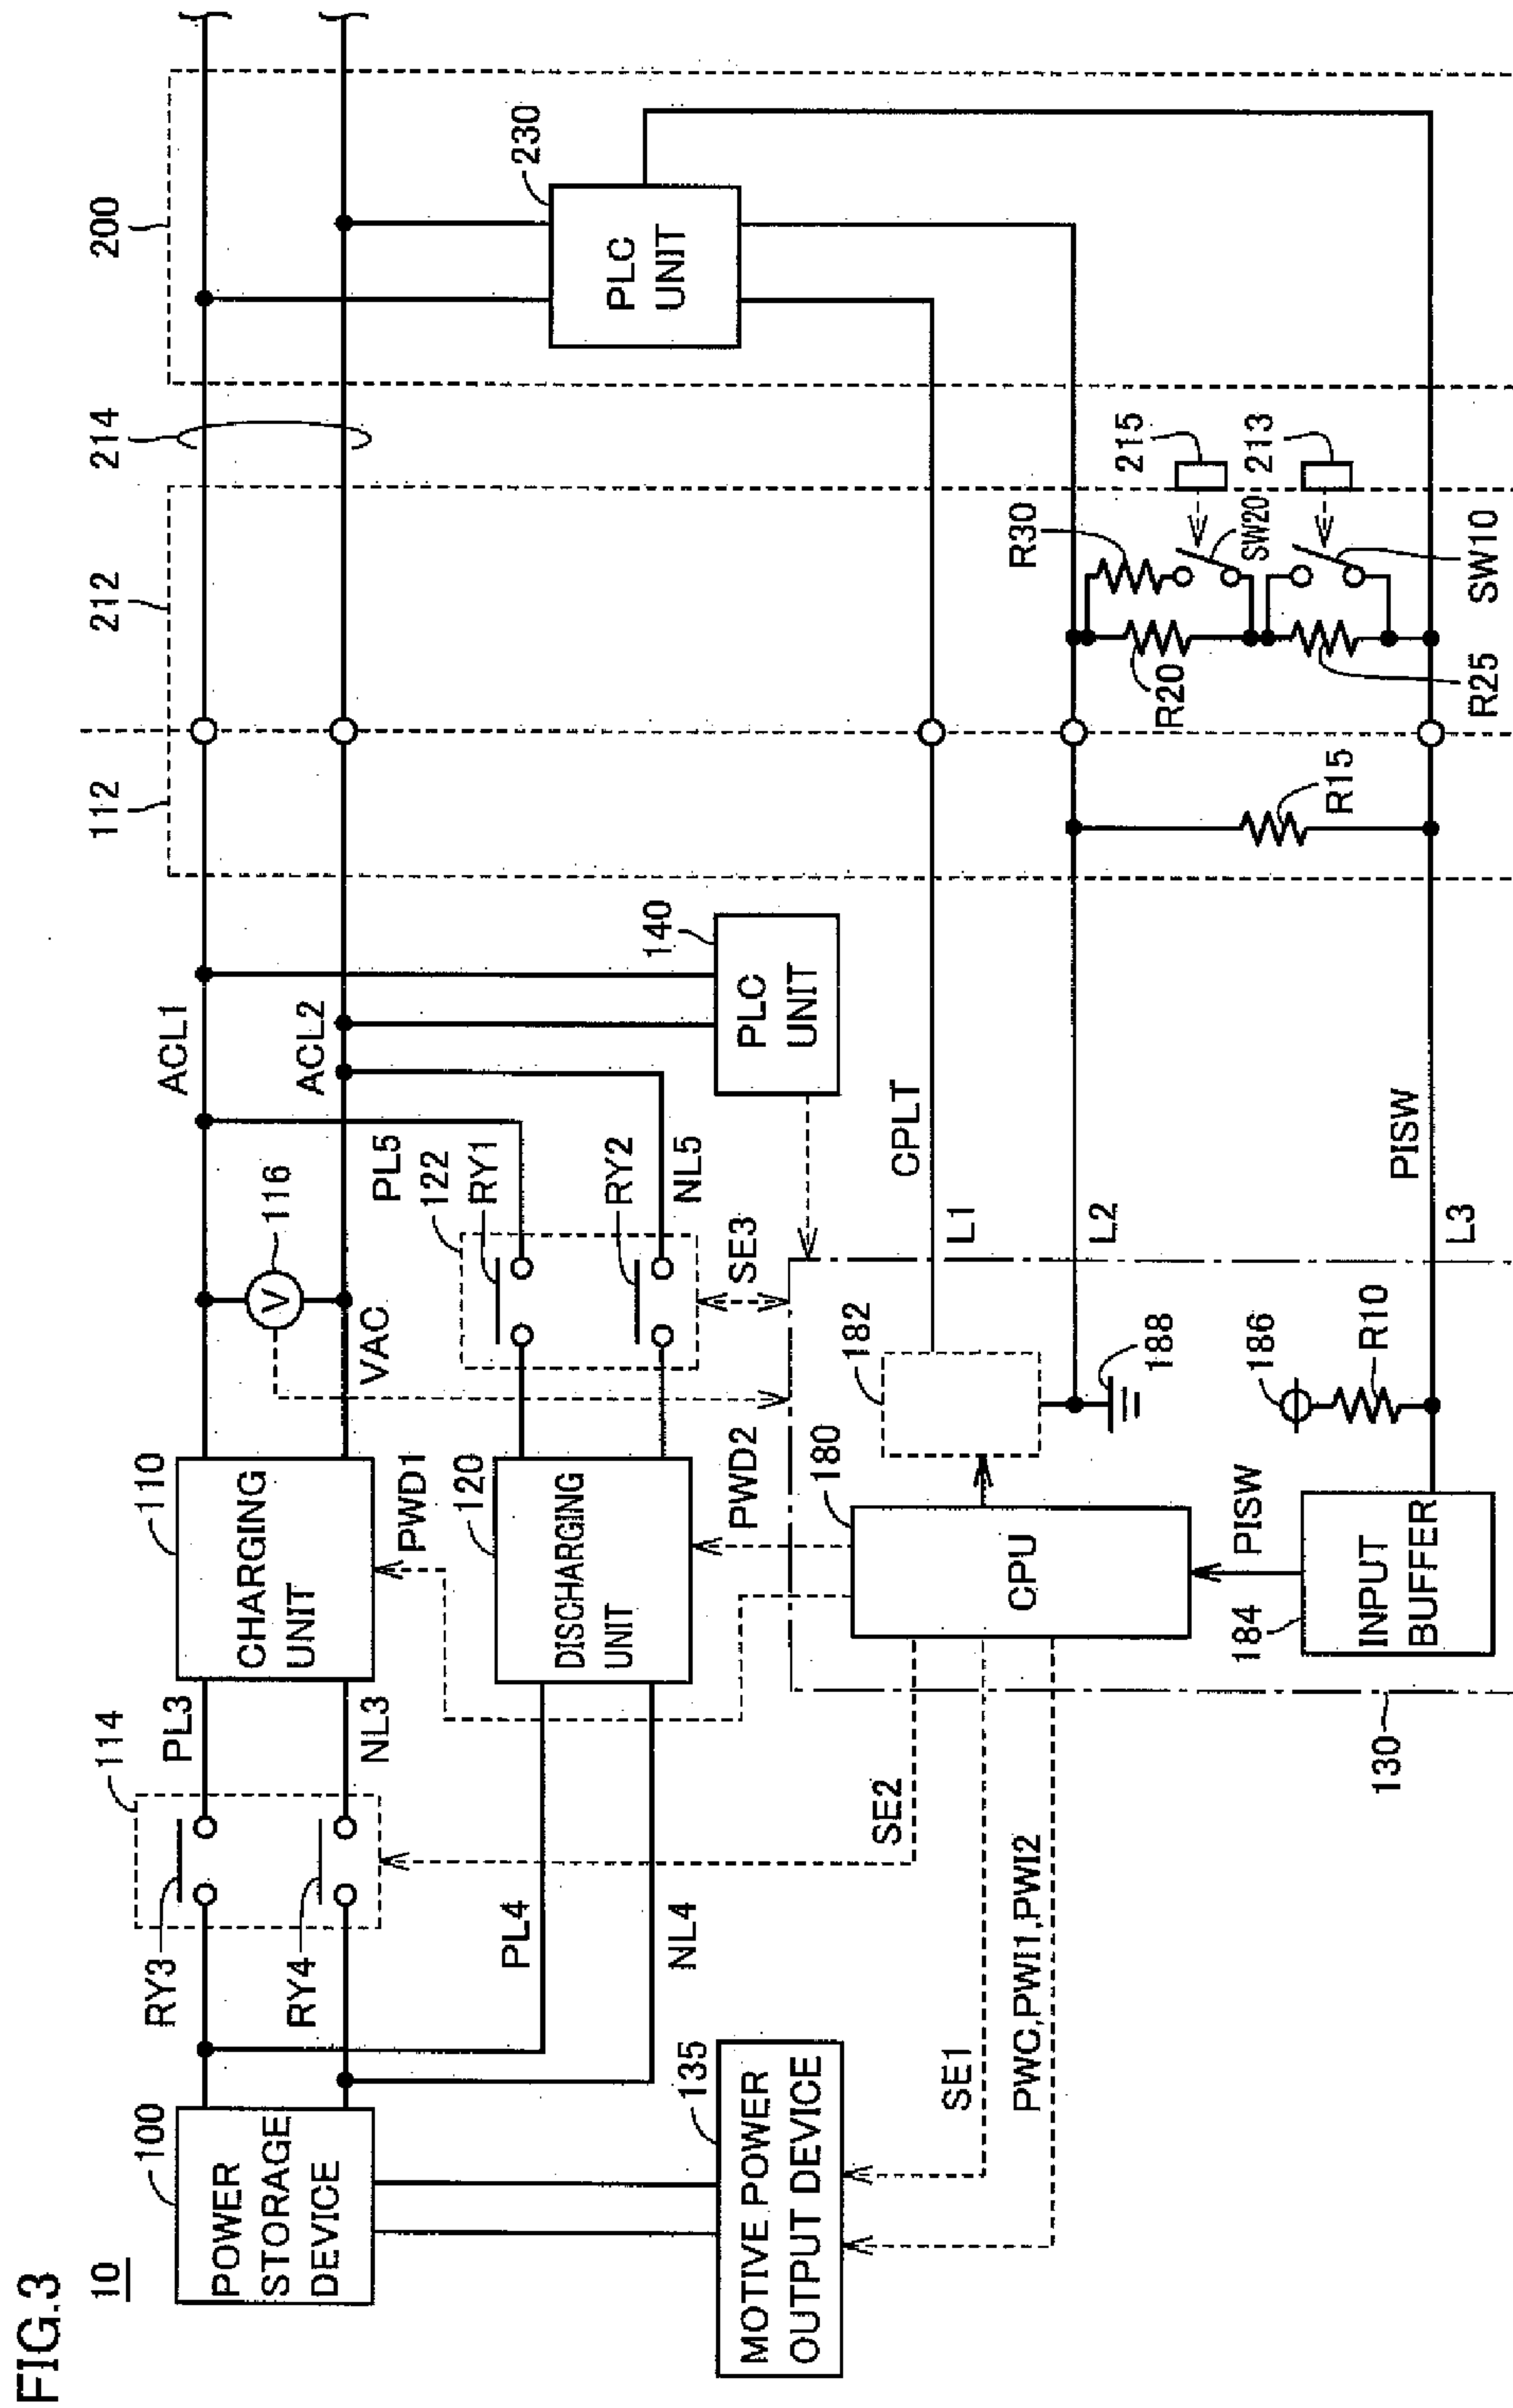 FIG.3
10
100
POWER
STORAGE
DEVICE
RY3
RY4
114
PL3
NL3
110
CHARGING
UNIT
PWD1
VAC
116
V
ACL1
ACL2
112
212
214
200
PL4
NL4
120
DISCHARGING
UNIT
PWD2
122
RY1
RY2
PL5
NL5
SE3
140
PLC
UNIT
230
PLC
UNIT
135
MOTIVE POWER
OUTPUT DEVICE
SE1
PWC,PWI1,PWI2
SE2
180
CPU
182
188
L1
L2
L3
CPLT
PISW
PISW
184
INPUT
BUFFER
186
R10
130
R15
R20
R25
R30
SW20
SW10
215
213